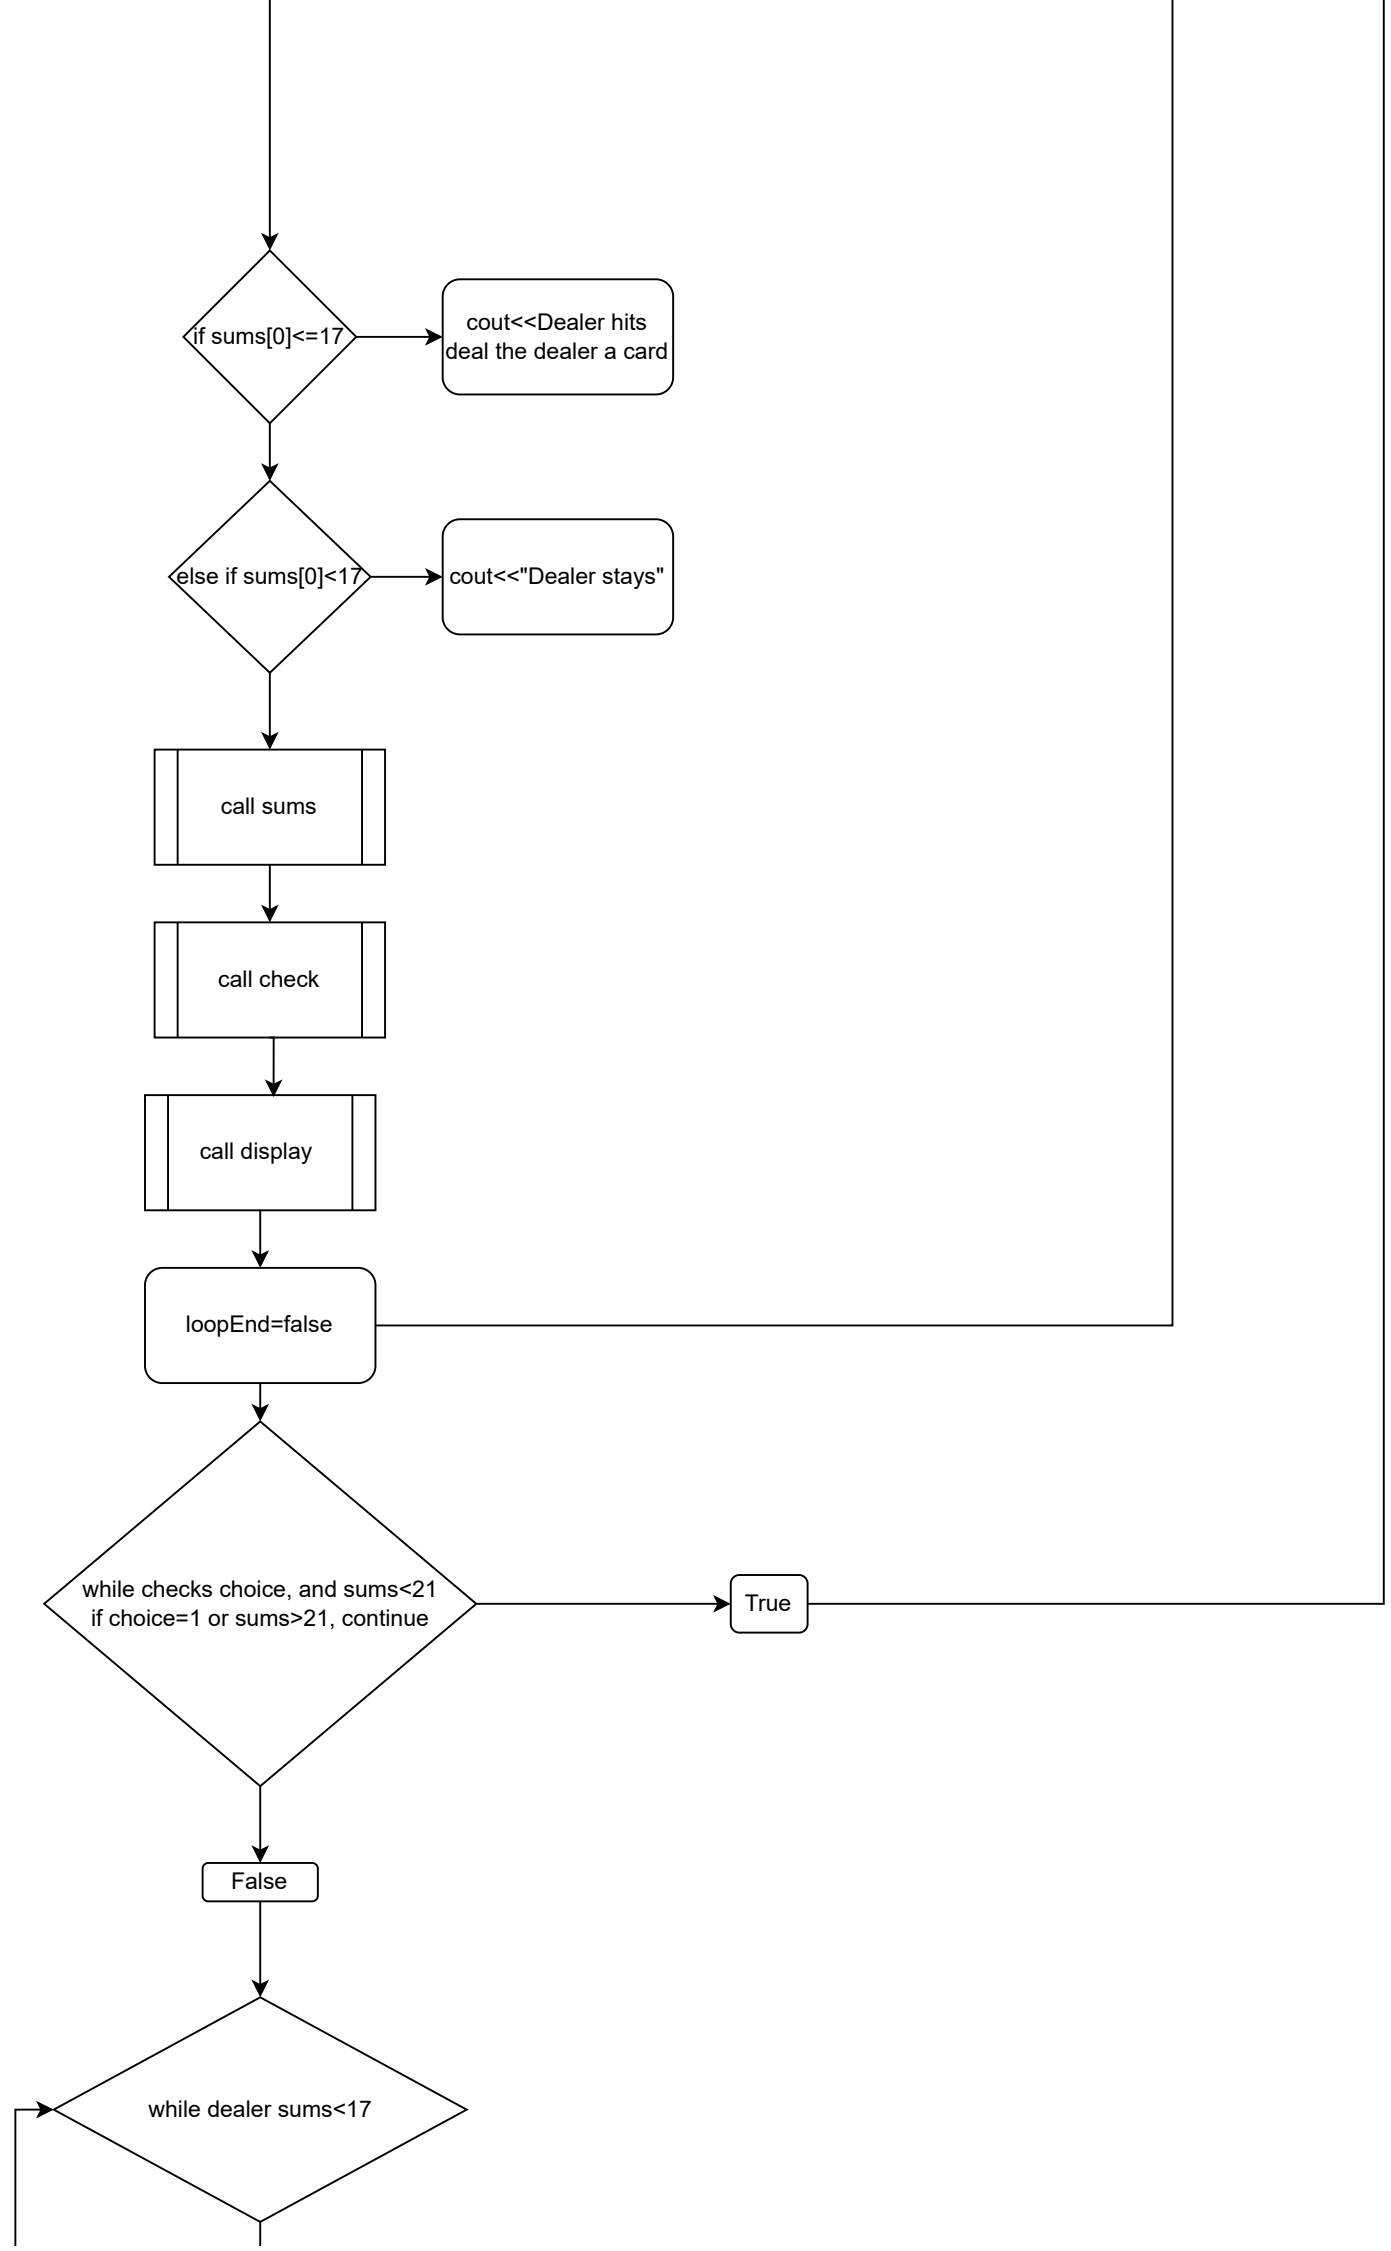 if sums[0]<=17
cout<<Dealer hits
deal the dealer a card
else if sums[0]<17
cout<<"Dealer stays"
call sums
call check
call display
loopEnd=false
while checks choice, and sums<21
if choice=1 or sums>21, continue
True
False
while dealer sums<17